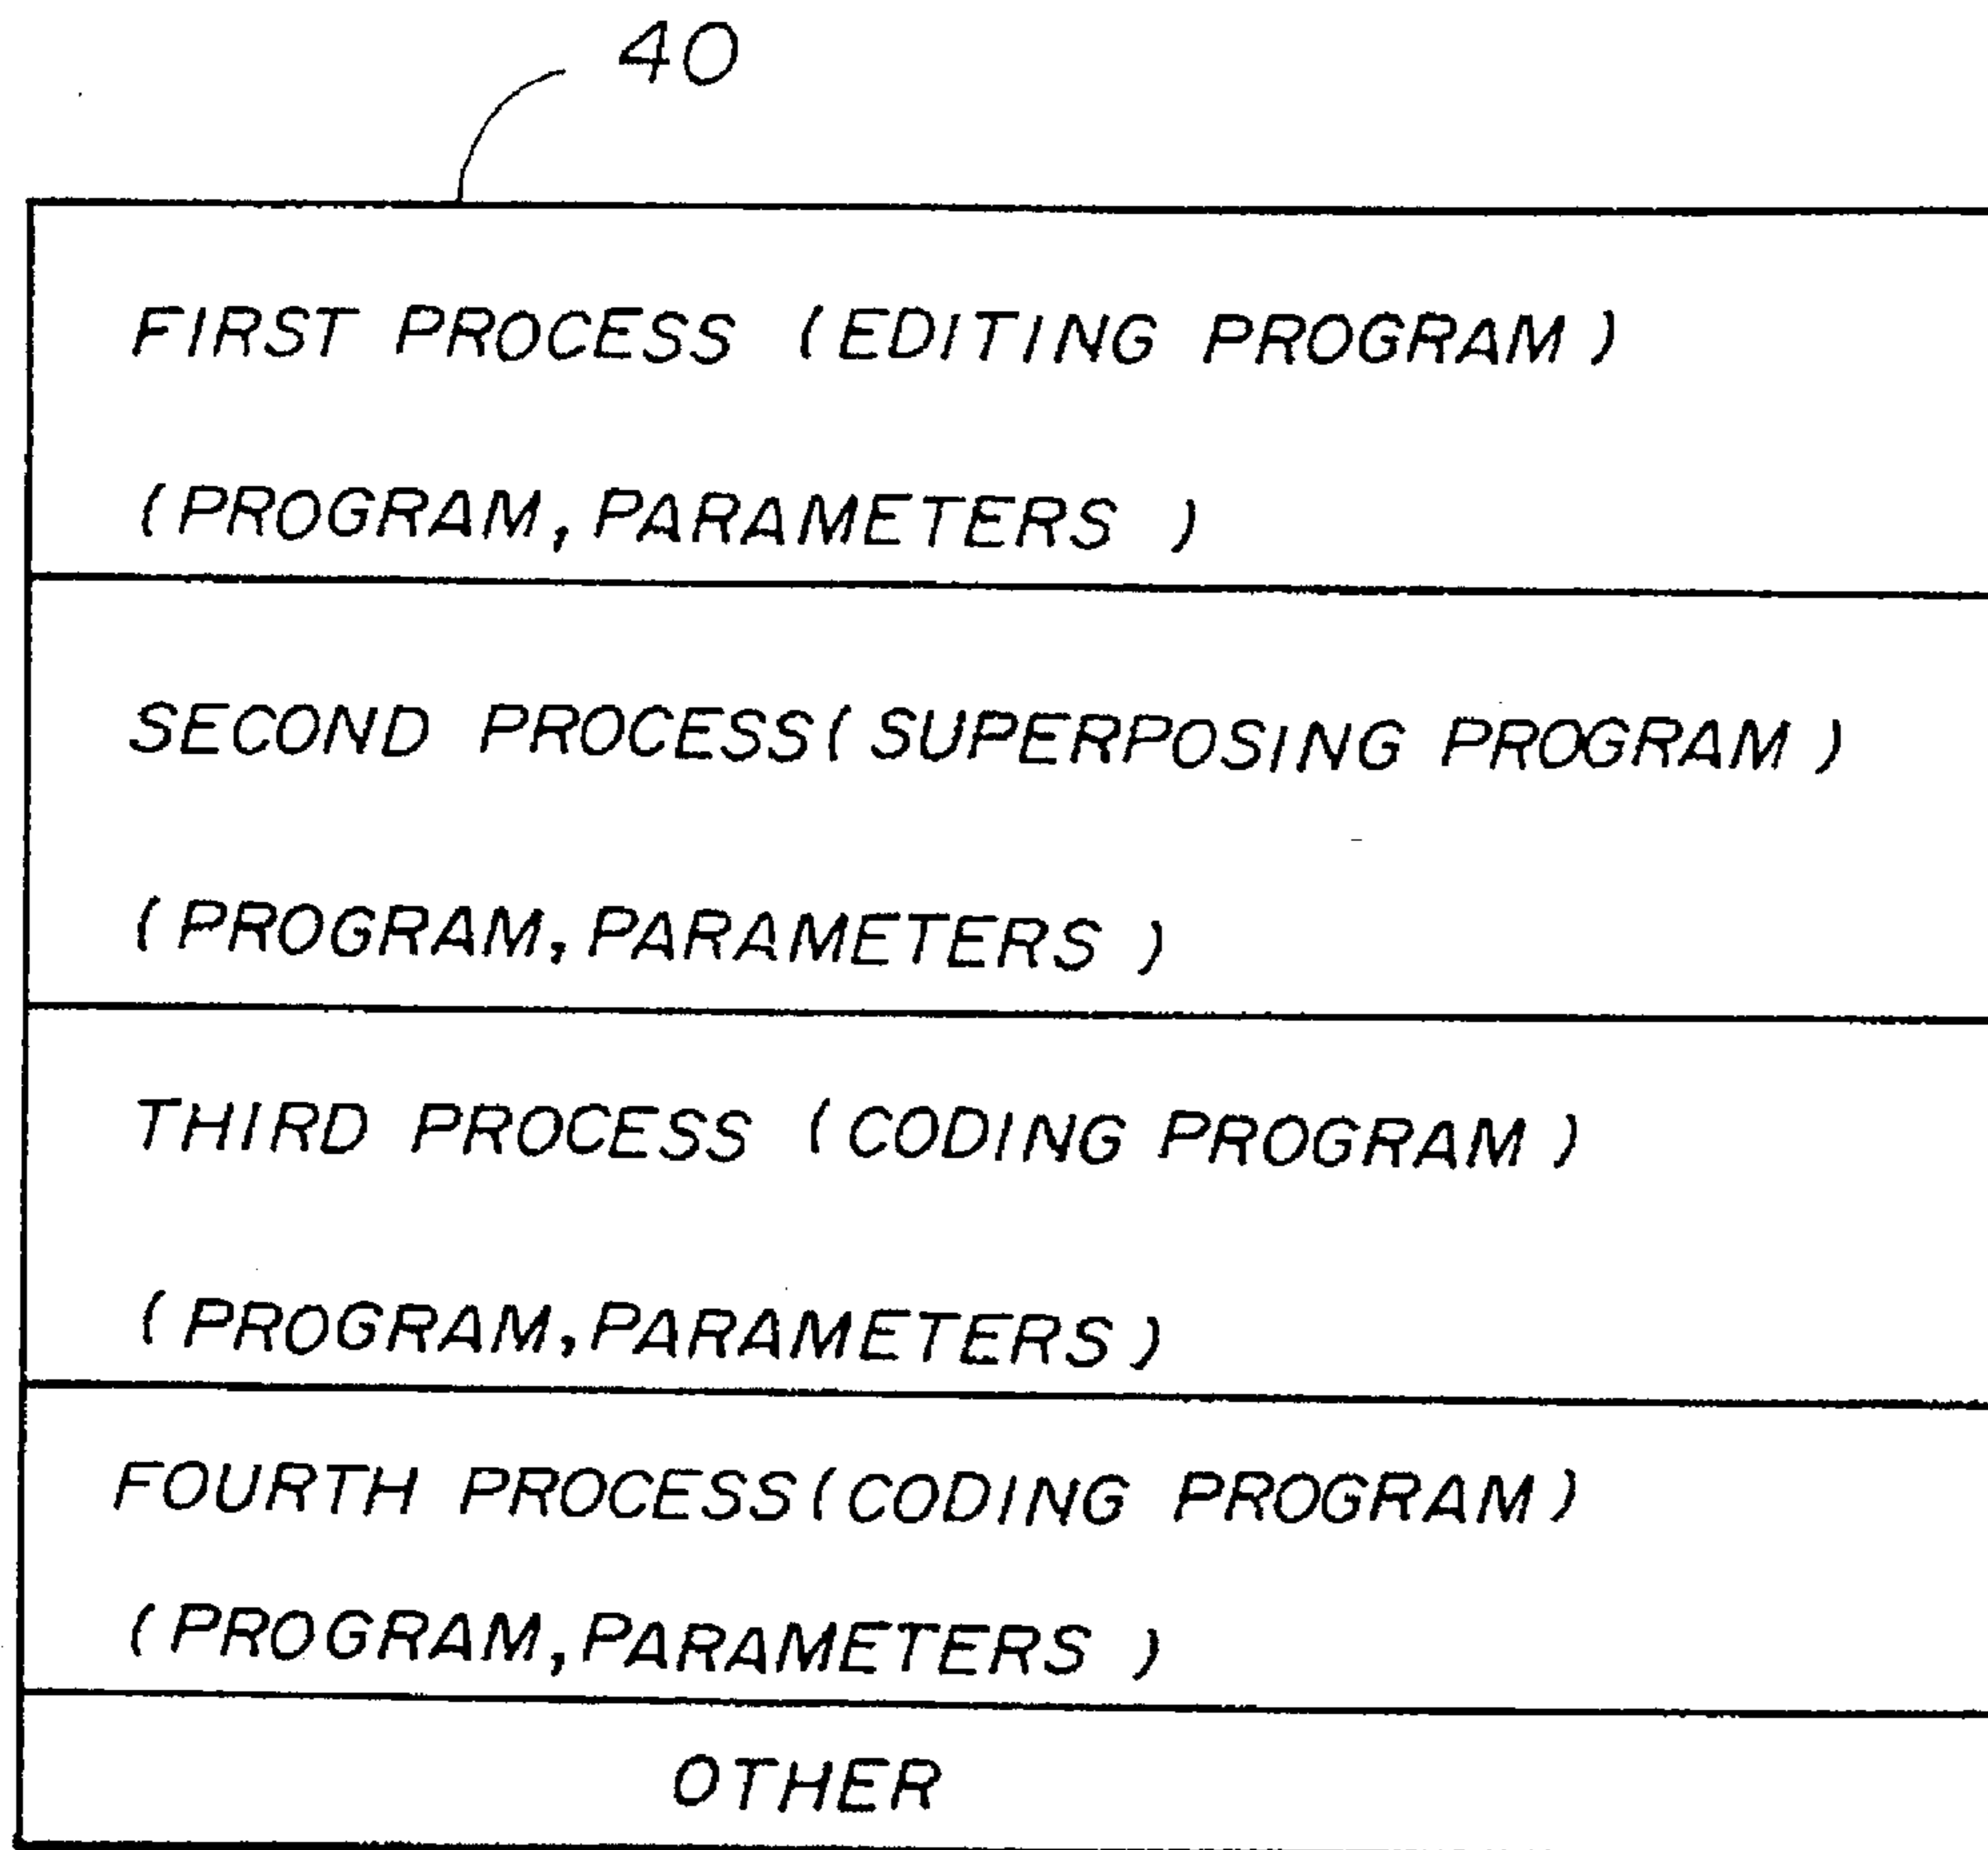 40
FIRST PROCESS (EDITING PROGRAM)
(PROGRAM, PARAMETERS)
SECOND PROCESS (SUPERPOSING PROGRAM)
(PROGRAM, PARAMETERS)
THIRD PROCESS (CODING PROGRAM)
(PROGRAM, PARAMETERS)
FOURTH PROCESS (CODING PROGRAM)
(PROGRAM, PARAMETERS)
OTHER